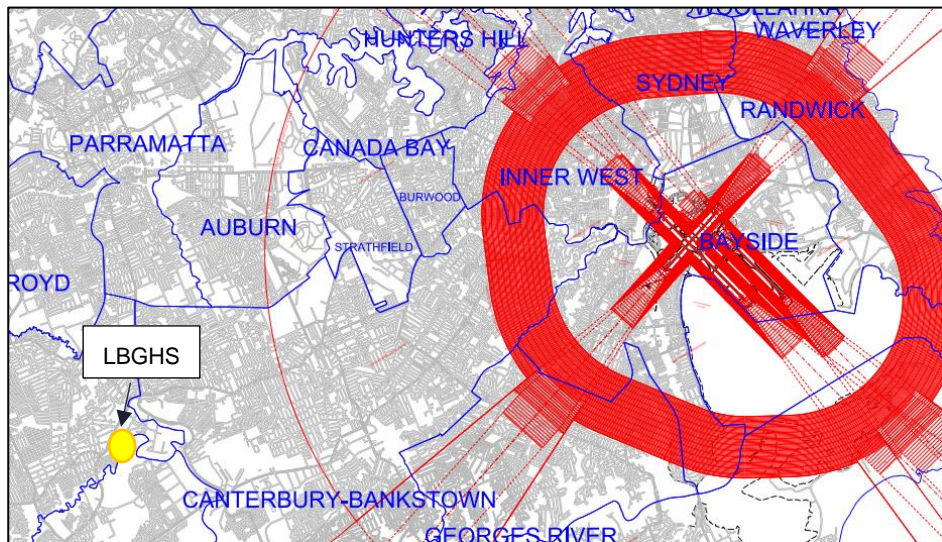 WOOLLAHRA
WAVERLEY
HUNTERS HILL
SYDNEY
RANDWICK
PARRAMATTA
CANADA BAY
INNER WEST
BURWOOD
AUBURN
STRATHFIELD
BAYSIDE
ROYD
LBGHS
CANTERBURY-BANKSTOWN
GEORGES RIVER